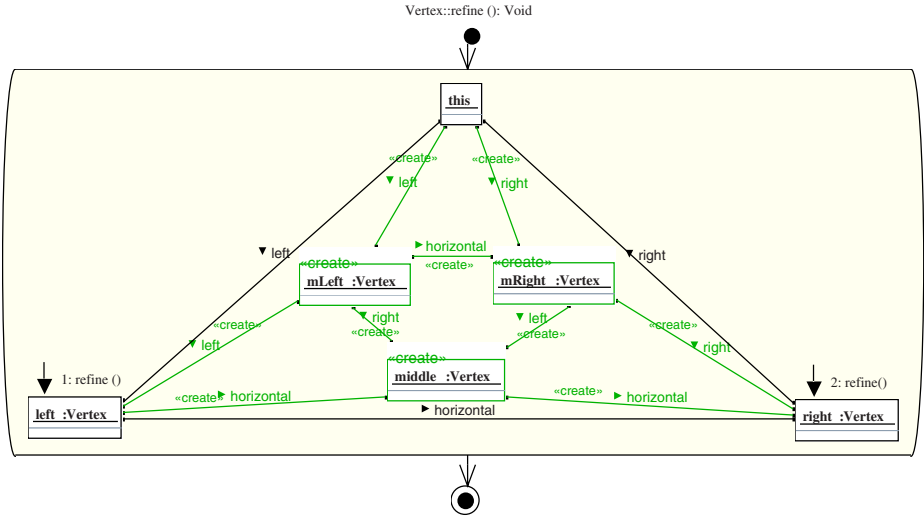 Vertex::refine (): Void
this
«create» «create»
▼ left ▼ right
▼ left ► horizontal ▼ right
«create» «create» «create»
mLeft :Vertex mRight :Vertex
▼ right ▼ left
«create» «create» «create» «create»
▼ left ▼ right
«create»
1: refine () middle :Vertex 2: refine()
«create» ► horizontal «create» ► horizontal
left :Vertex ► horizontal right :Vertex